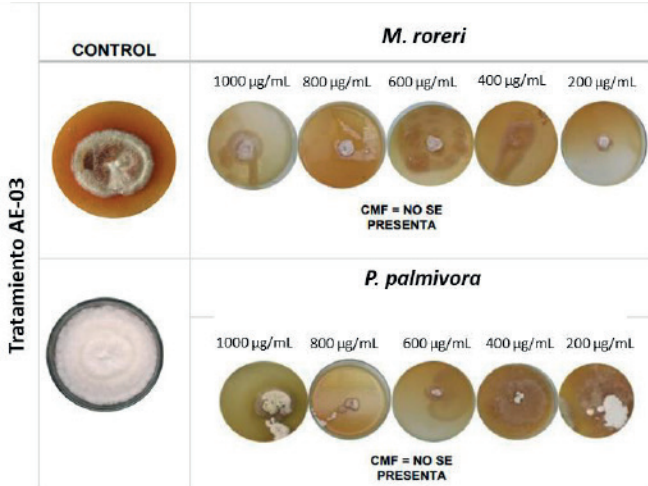 Tratamiento AE-03
CONTROL
M. roreri
1000 µg/mL 800 µg/mL 600 µg/mL 400 µg/mL 200 µg/mL
CMF = NO SE
PRESENTA
P. palmivora
1000 µg/mL 800 µg/mL 600 µg/mL 400 µg/mL 200 µg/mL
CMF = NO SE
PRESENTA